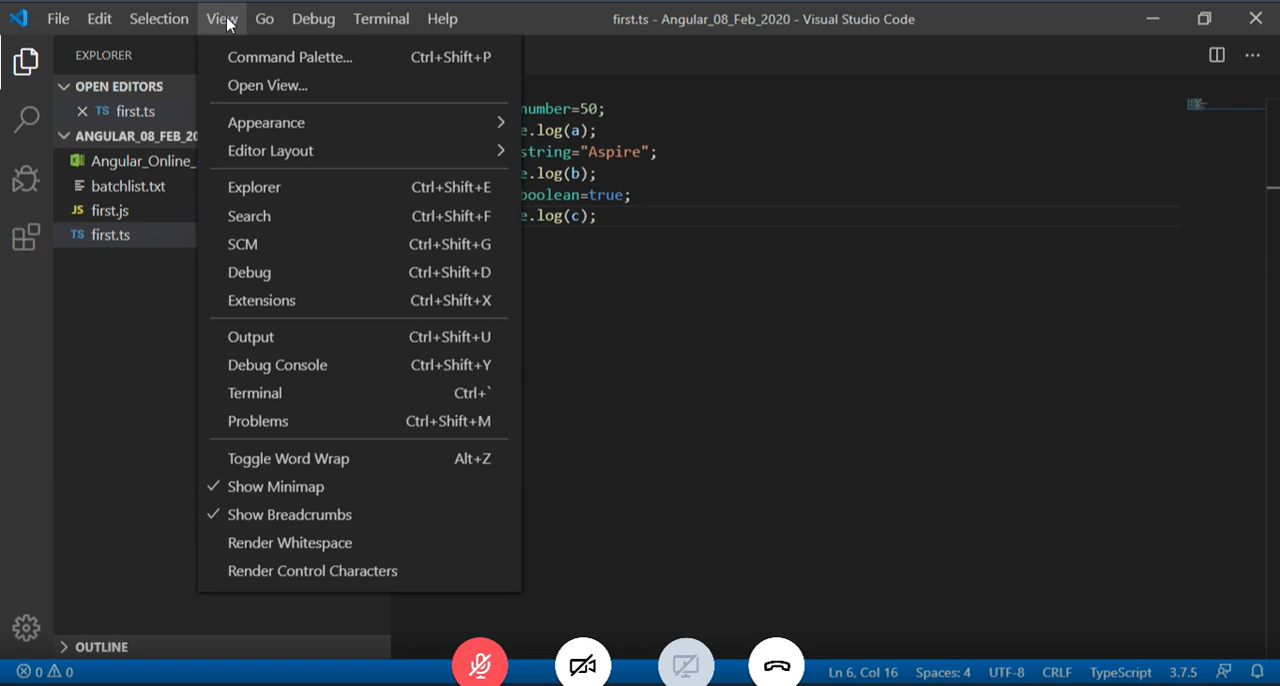 File Edit Selection View Go Debug Terminal Help first.ts - Angular_08_Feb_2020 - Visual Studio Code
EXPLORER
OPEN EDITORS
TS first.ts
ANGULAR_08_FEB_20
Angular_Online_
batchlist.txt
JS first.js
TS first.ts
OUTLINE
Command Palette... Ctrl+Shift+P
Open View...
Appearance
Editor Layout
Explorer Ctrl+Shift+E
Search Ctrl+Shift+F
SCM Ctrl+Shift+G
Debug Ctrl+Shift+D
Extensions Ctrl+Shift+X
Output Ctrl+Shift+U
Debug Console Ctrl+Shift+Y
Terminal Ctrl+`
Problems Ctrl+Shift+M
Toggle Word Wrap Alt+Z
Show Minimap
Show Breadcrumbs
Render Whitespace
Render Control Characters
number=50;
e.log(a);
string="Aspire";
e.log(b);
boolean=true;
e.log(c);
0 0 Ln 6, Col 16 Spaces: 4 UTF-8 CRLF TypeScript 3.7.5